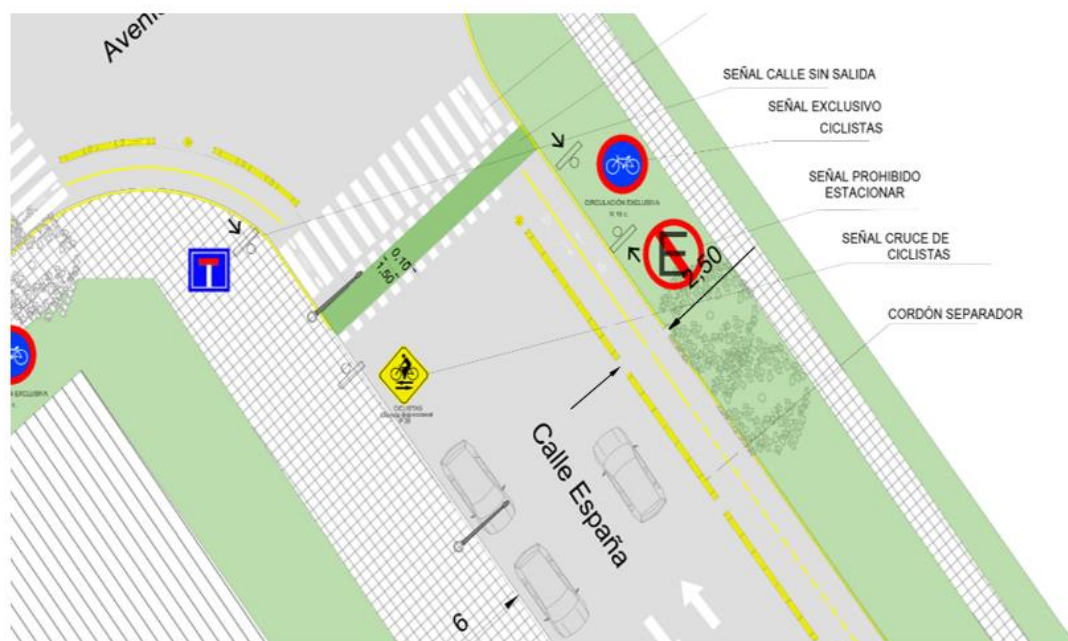 Aveni
SEÑAL CALLE SIN SALIDA
SEÑAL EXCLUSIVO
CICLISTAS
SEÑAL PROHIBIDO
ESTACIONAR
SEÑAL CRUCE DE
CICLISTAS
CORDÓN SEPARADOR
CIRCULACIÓN EXCLUSIVA
E
2,50
0,10
1,50
CICLISTAS
Calle España
6